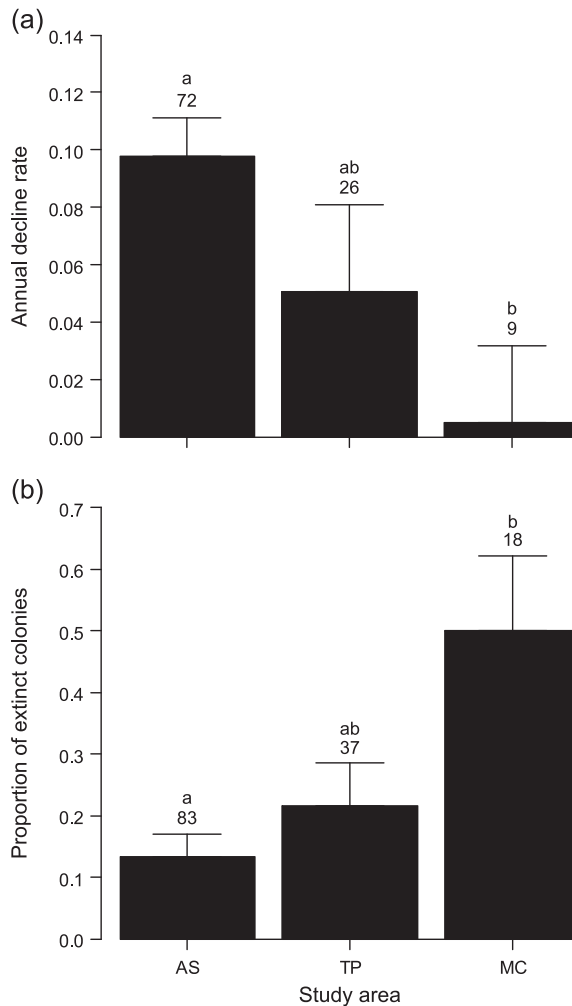 (a)
0.14
0.12
0.10
0.08
0.06
0.04
0.02
0.00
Annual decline rate
a
72
ab
26
b
9
(b)
0.7
0.6
0.5
0.4
0.3
0.2
0.1
0.0
Proportion of extinct colonies
a
83
ab
37
b
18
AS TP MC
Study area